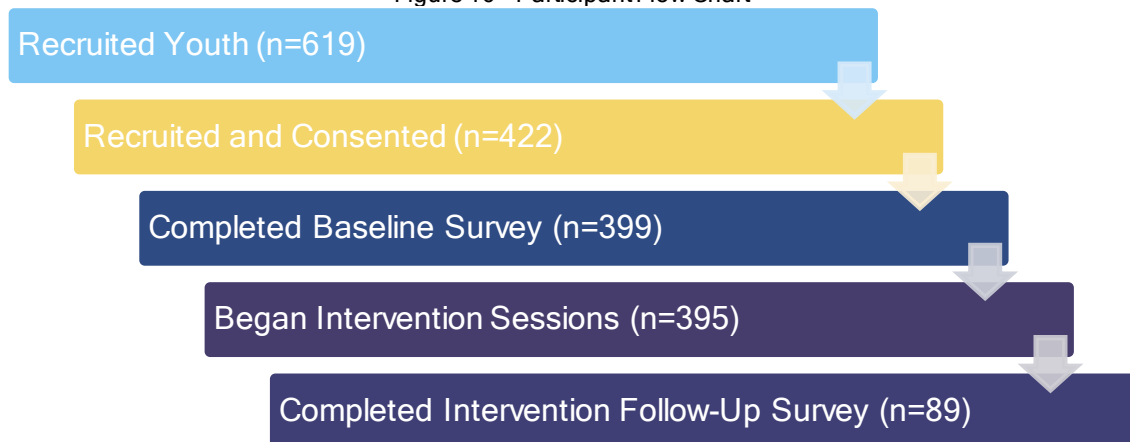 Recruited Youth (n=619)
Recruited and Consented (n=422)
Completed Baseline Survey (n=399)
Began Intervention Sessions (n=395)
Completed Intervention Follow-Up Survey (n=89)